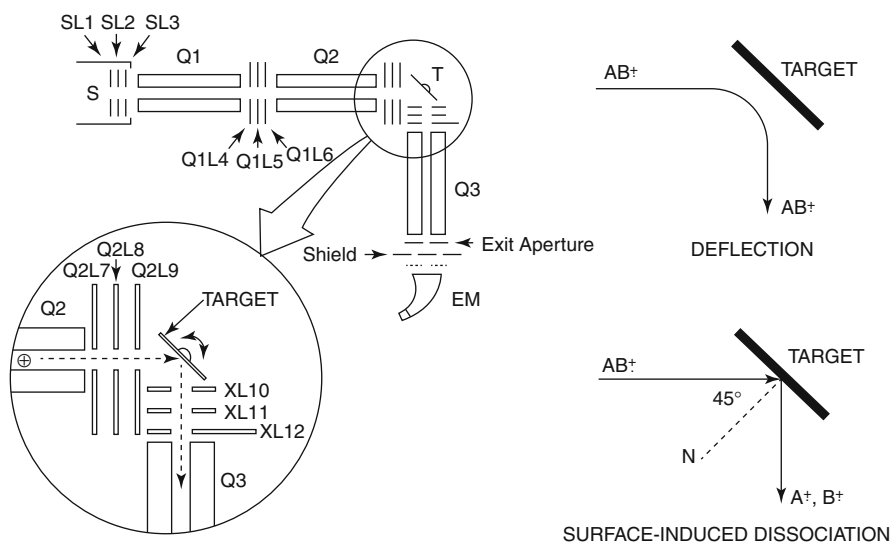 SL1 SL2 SL3
Q1
Q2
S
T
Q1L4 Q1L5 Q1L6
Q3
Exit Aperture
Shield
EM
Q2L8
Q2L7 Q2L9
Q2
TARGET
⊕
XL10
XL11
XL12
Q3
AB⁺·
TARGET
AB⁺·
DEFLECTION
AB⁺·
TARGET
45°
N
A⁺·, B⁺·
SURFACE-INDUCED DISSOCIATION